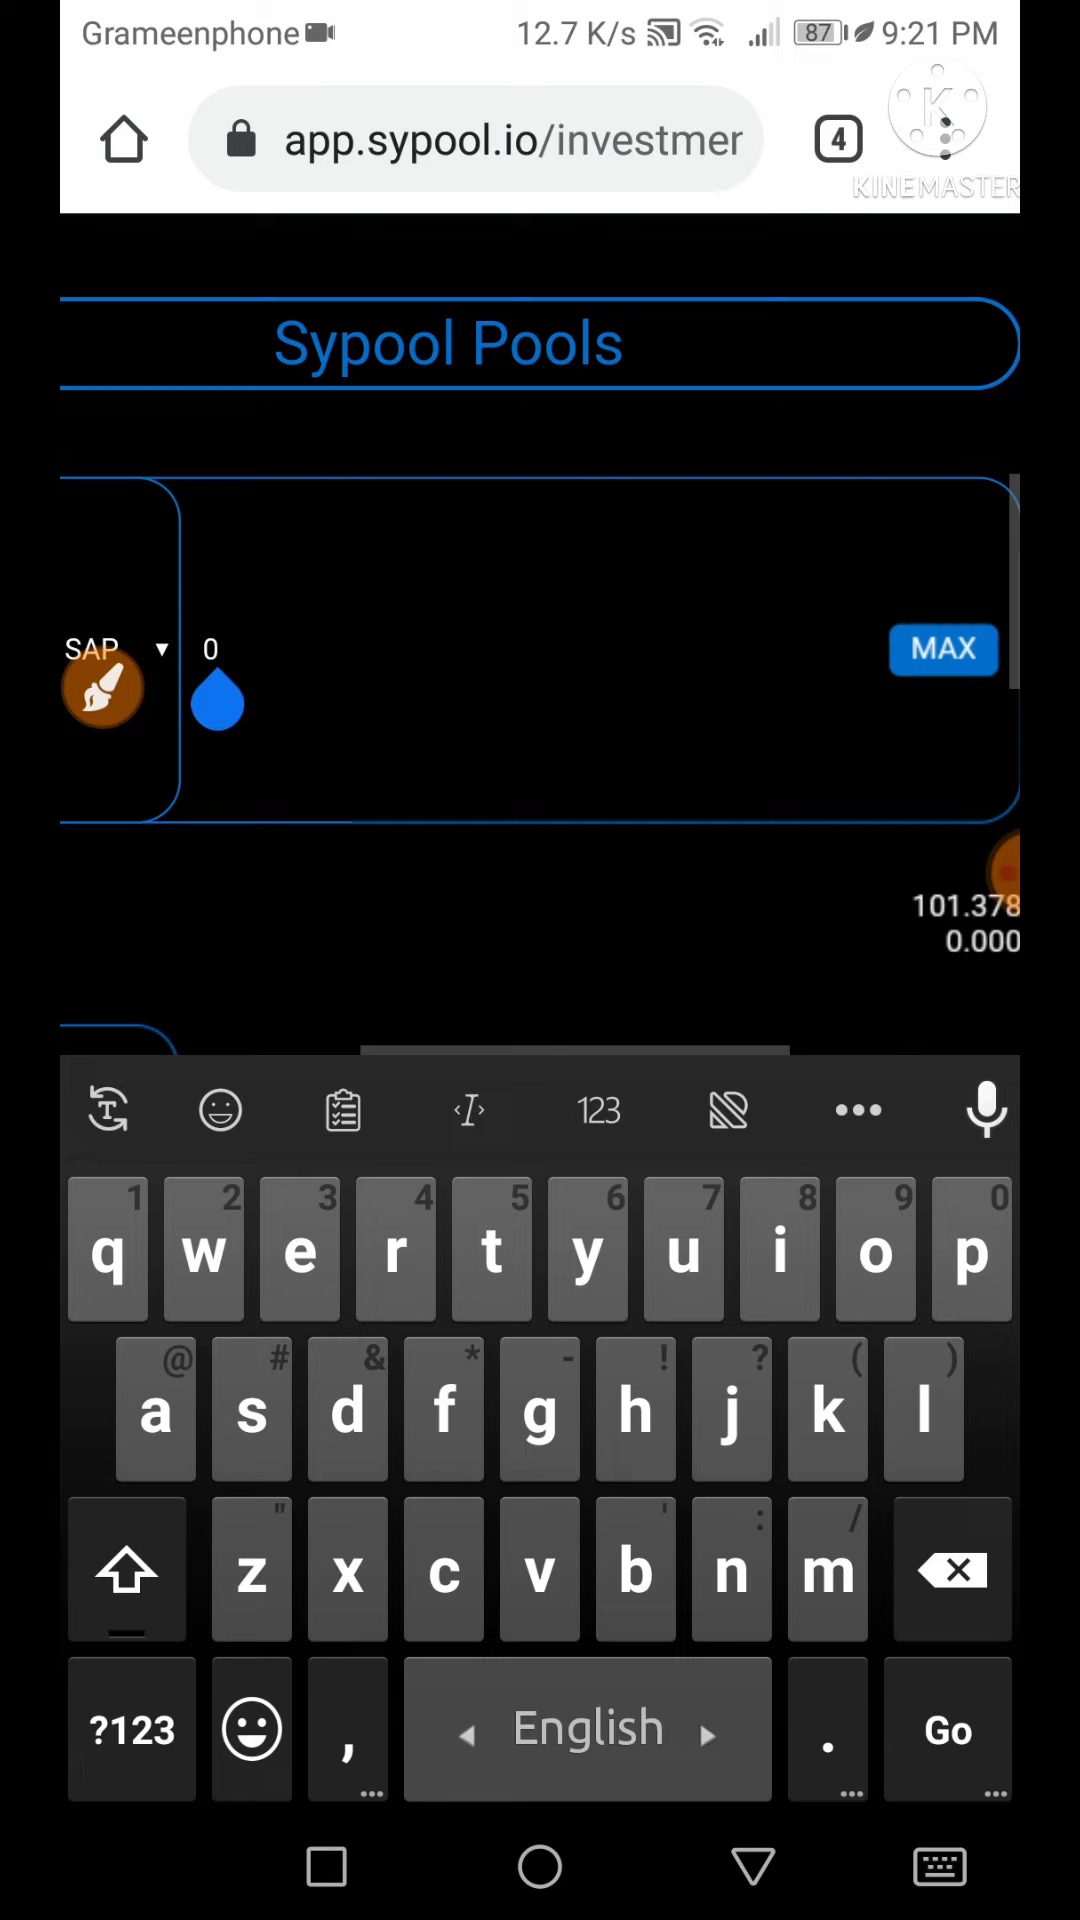 Grameenphone 12.7 K/s 87 9:21 PM
app.sypool.io/investmer 4
K
KINEMASTER
Sypool Pools
SAP ▼ 0 MAX
101.378
0.000
123
1 2 3 4 5 6 7 8 9 0
q w e r t y u i o p
@ # & * - ! ? ( )
a s d f g h j k l
" ' : /
z x c v b n m
?123 , English . Go